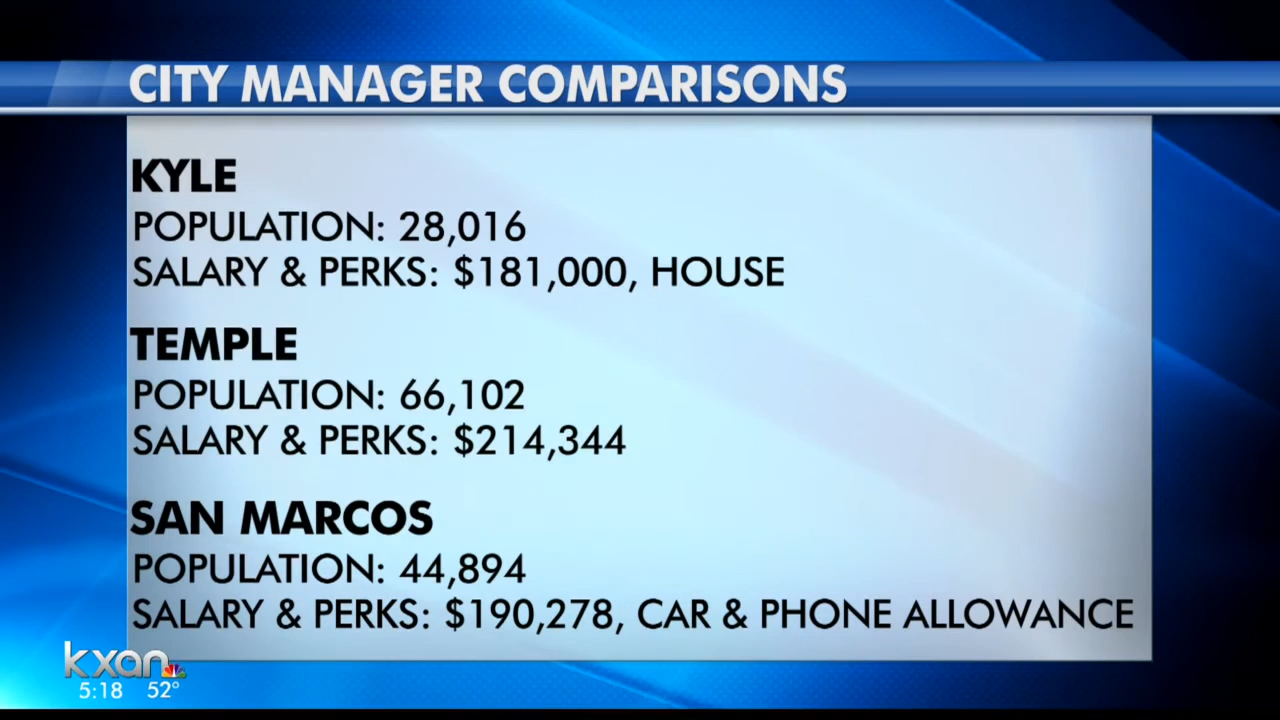 CITY MANAGER COMPARISONS
KYLE
POPULATION: 28,016
SALARY & PERKS: $181,000, HOUSE
TEMPLE
POPULATION: 66,102
SALARY & PERKS: $214,344
SAN MARCOS
POPULATION: 44,894
SALARY & PERKS: $190,278, CAR & PHONE ALLOWANCE
kxan
5:18 52°